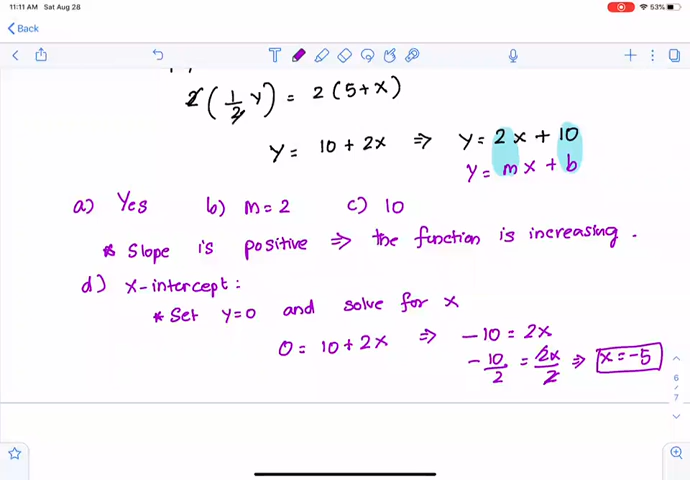 11:11 AM Sat Aug 28
53%
Back
2(1/2 y) = 2(5+x)
y = 10 + 2x ⇒ y = 2x + 10
y = mx + b
a) Yes b) m = 2 c) 10
* Slope is positive ⇒ the function is increasing.
d) x-intercept:
* Set y=0 and solve for x
0 = 10 + 2x ⇒ -10 = 2x
-10/2 = 2x/2 ⇒ x = -5
6
/
7